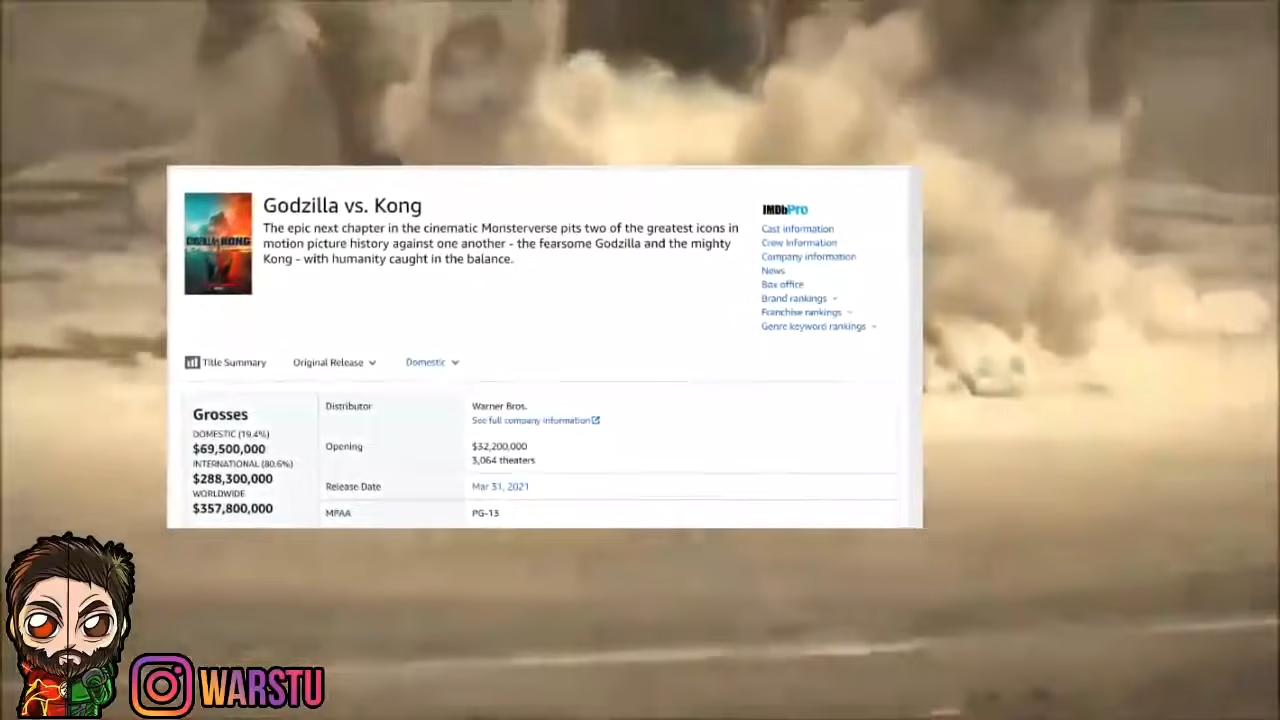 Godzilla vs. Kong
The epic next chapter in the cinematic Monsterverse pits two of the greatest icons in
motion picture history against one another - the fearsome Godzilla and the mighty
Kong - with humanity caught in the balance.
GODZILLA VS KONG
IMDbPro
Cast information
Crew information
Company information
News
Box office
Brand rankings
Franchise rankings
Genre keyword rankings
Title Summary
Original Release
Domestic
Grosses
DOMESTIC (19.4%)
$69,500,000
INTERNATIONAL (80.6%)
$288,300,000
WORLDWIDE
$357,800,000
Distributor
Warner Bros.
See full company information
Opening
$32,200,000
3,064 theaters
Release Date
Mar 31, 2021
MPAA
PG-13
WARSTU